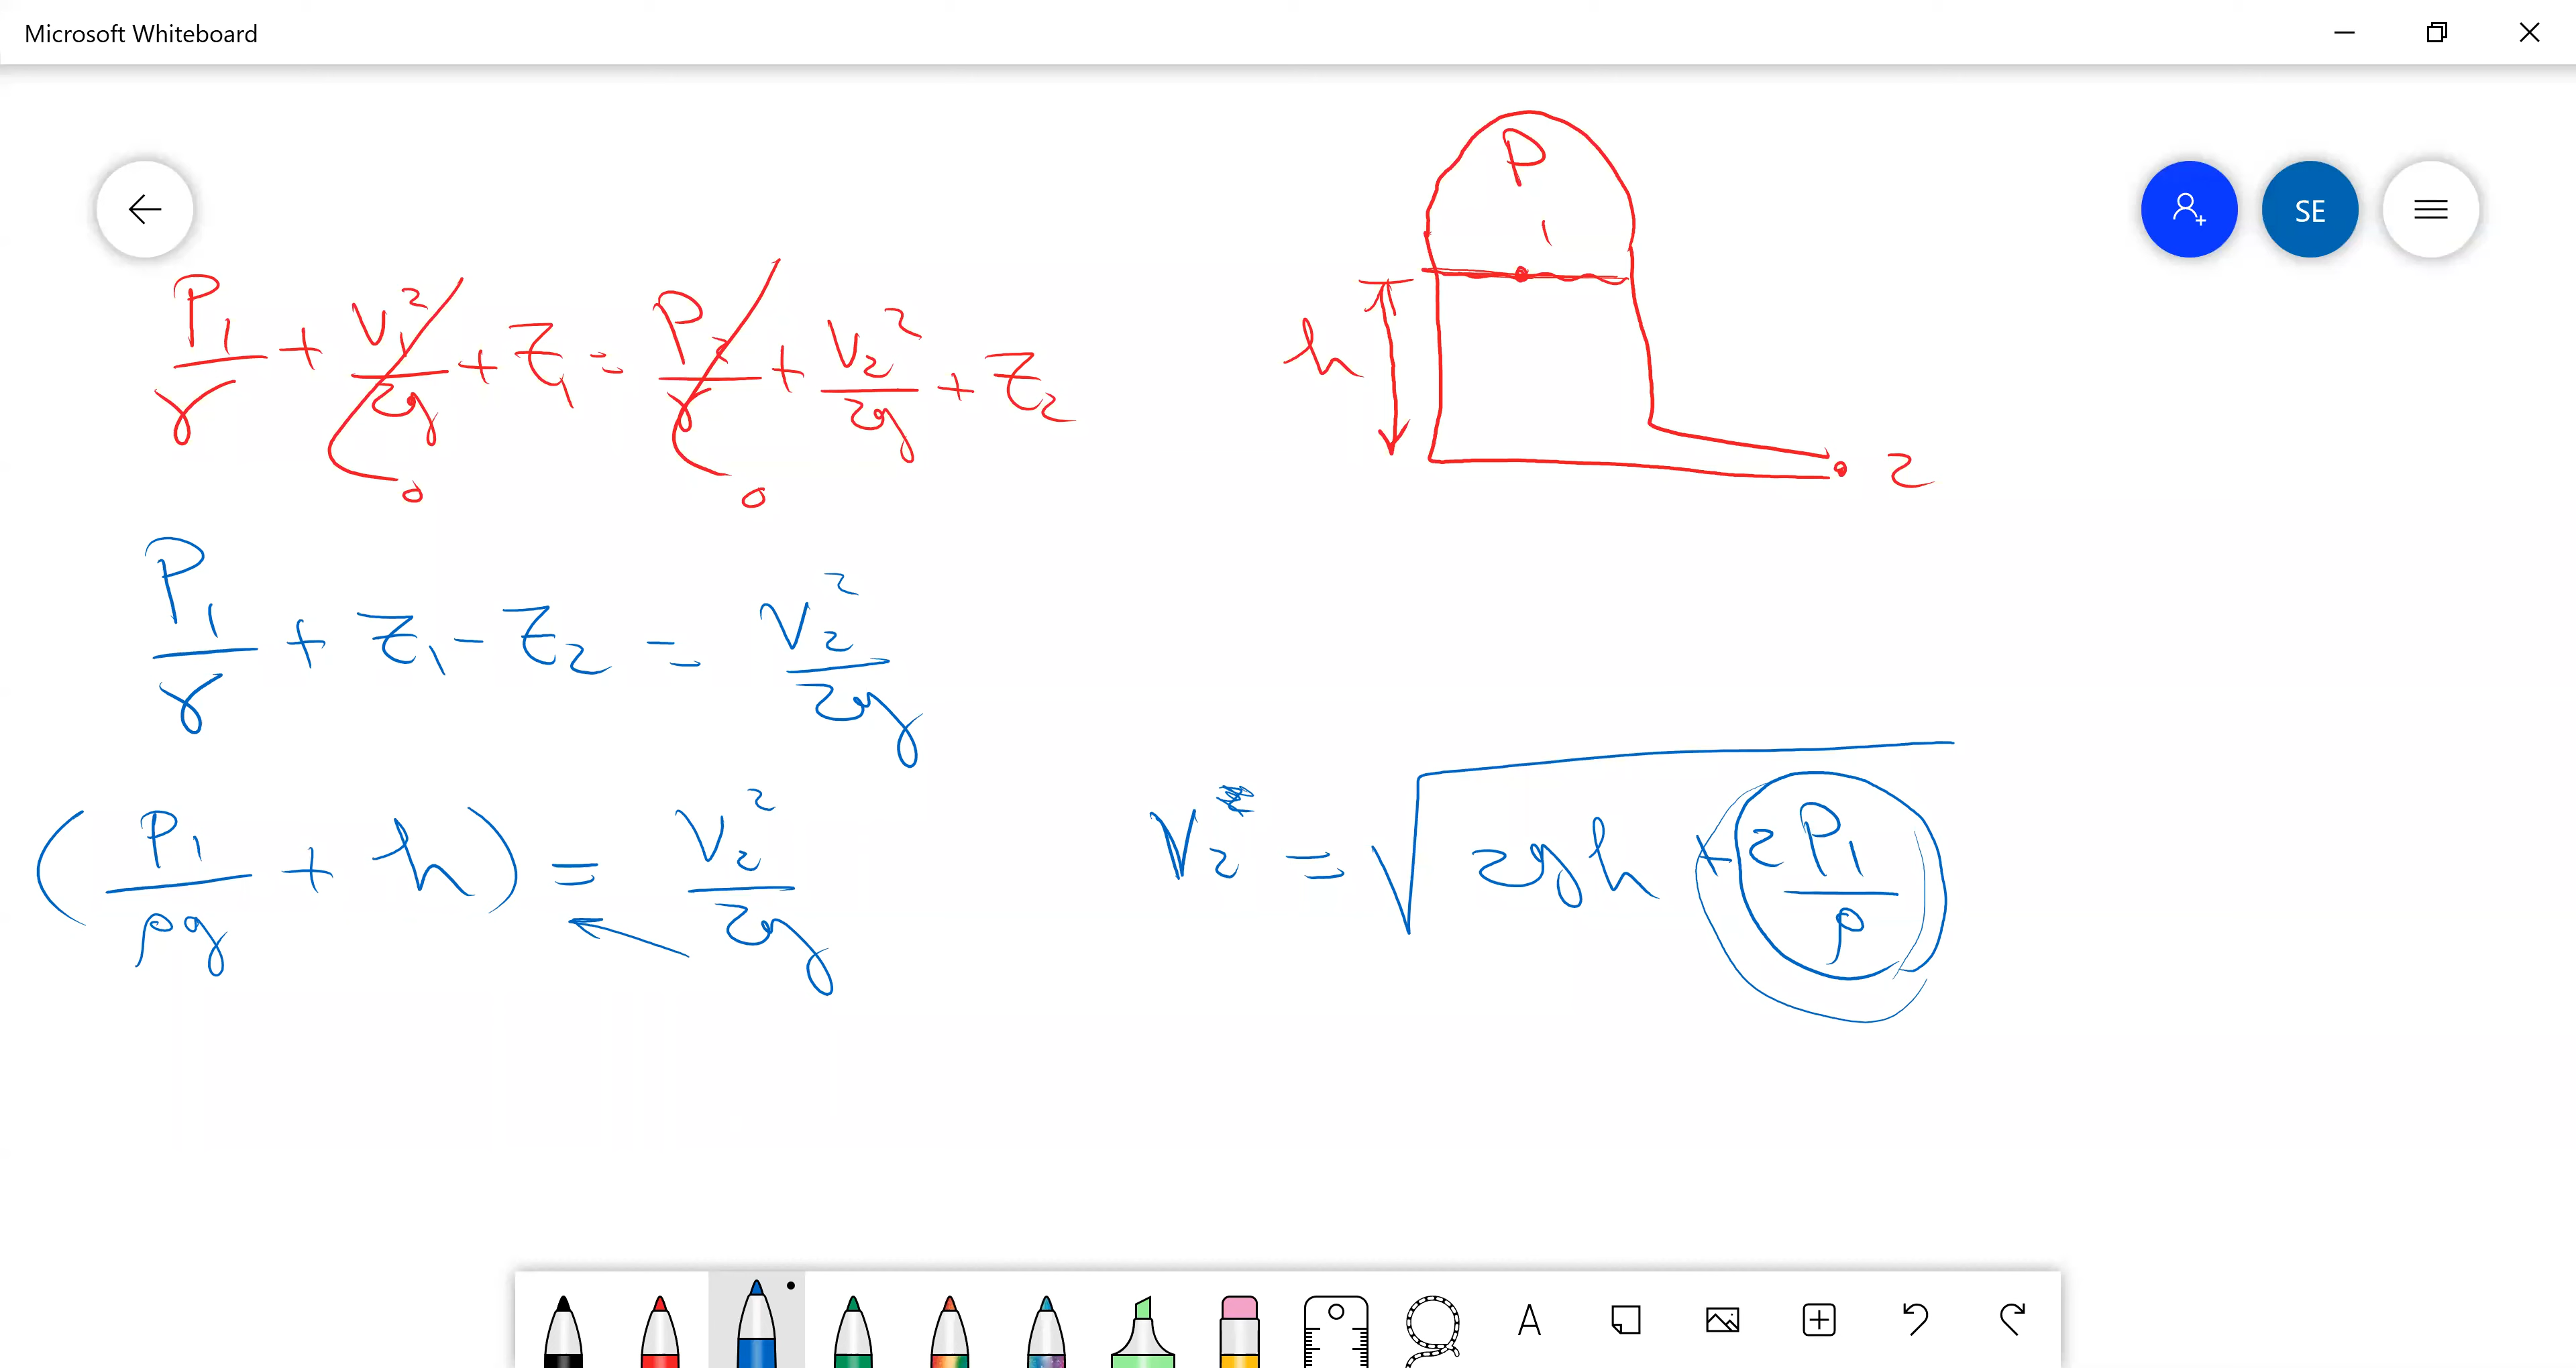 Microsoft Whiteboard
SE
P
1
h
2
P₁/γ + V₁²/2g + Z₁ = P₂/γ + V₂²/2g + Z₂
0 0
P₁/γ + Z₁ - Z₂ = V₂²/2g
(P₁/ρg + h) = V₂²/2g
V₂ = √(2gh + 2P₁/ρ)
A